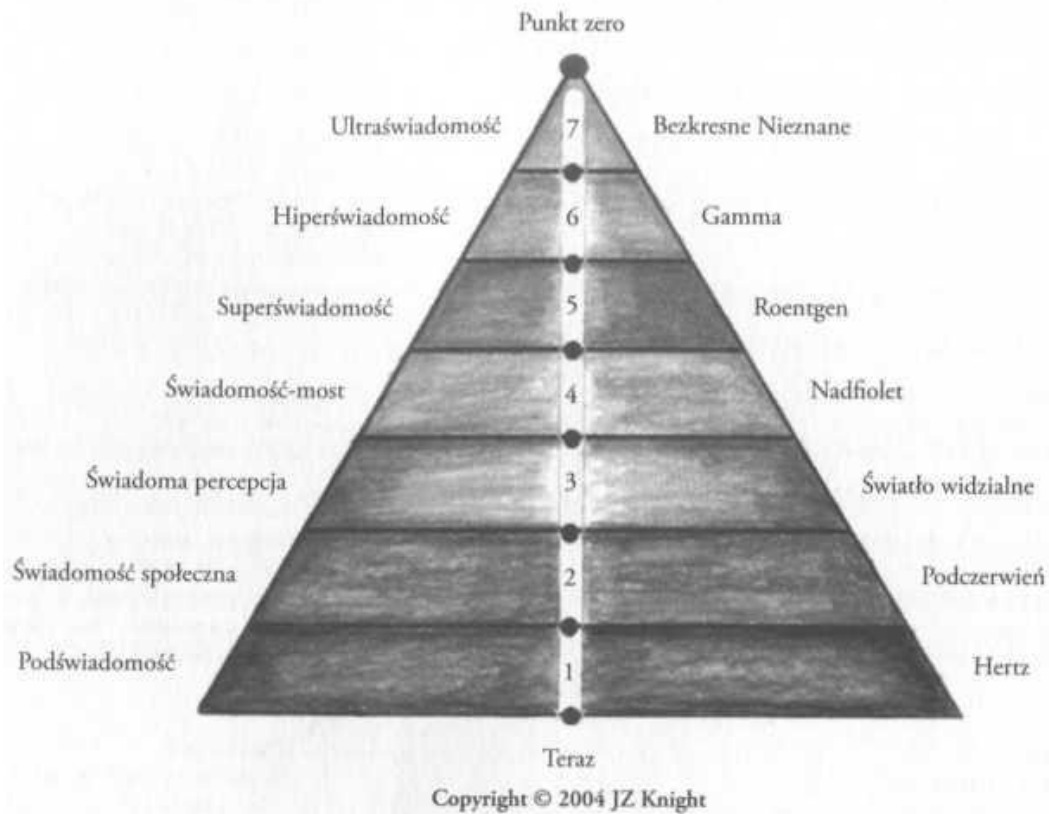 Punkt zero
Ultraświadomość 7 Bezkresne Nieznane
Hiperświadomość 6 Gamma
Superświadomość 5 Roentgen
Świadomość-most 4 Nadfiolet
Świadoma percepcja 3 Światło widzialne
Świadomość społeczna 2 Podczerwień
Podświadomość 1 Hertz
Teraz
Copyright © 2004 JZ Knight